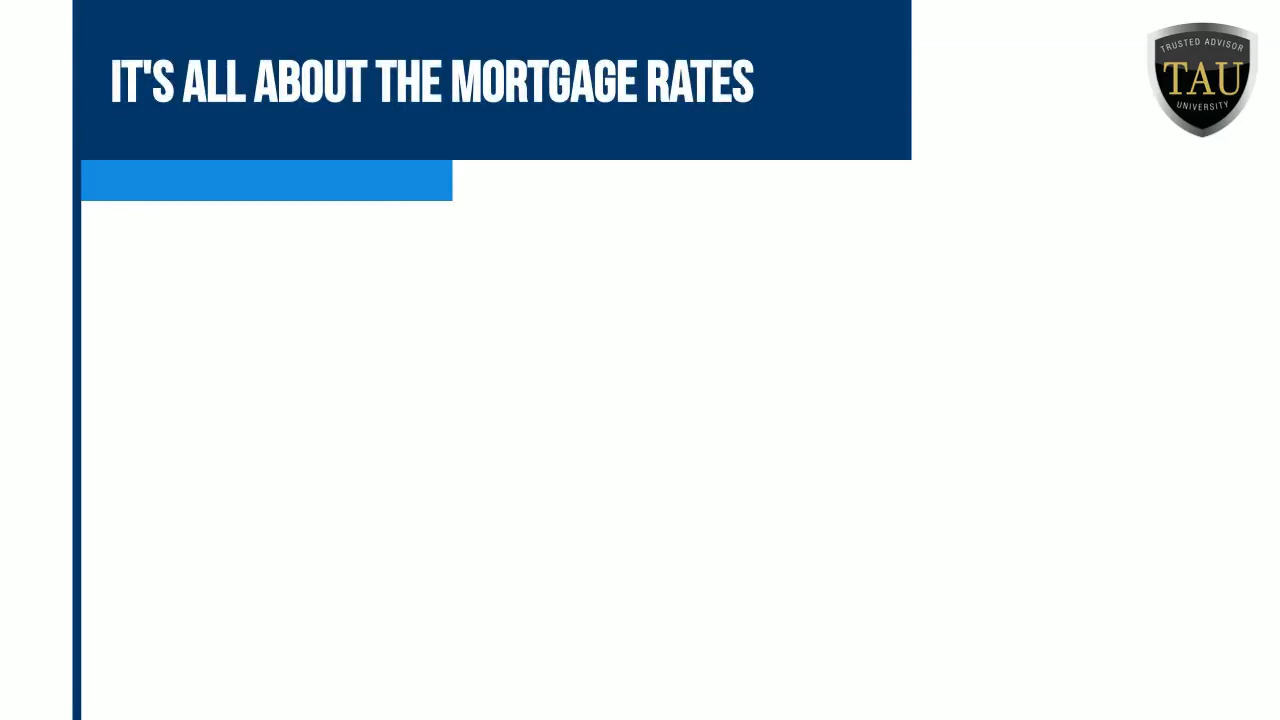 IT'S ALL ABOUT THE MORTGAGE RATES
TRUSTED ADVISOR
TAU
UNIVERSITY